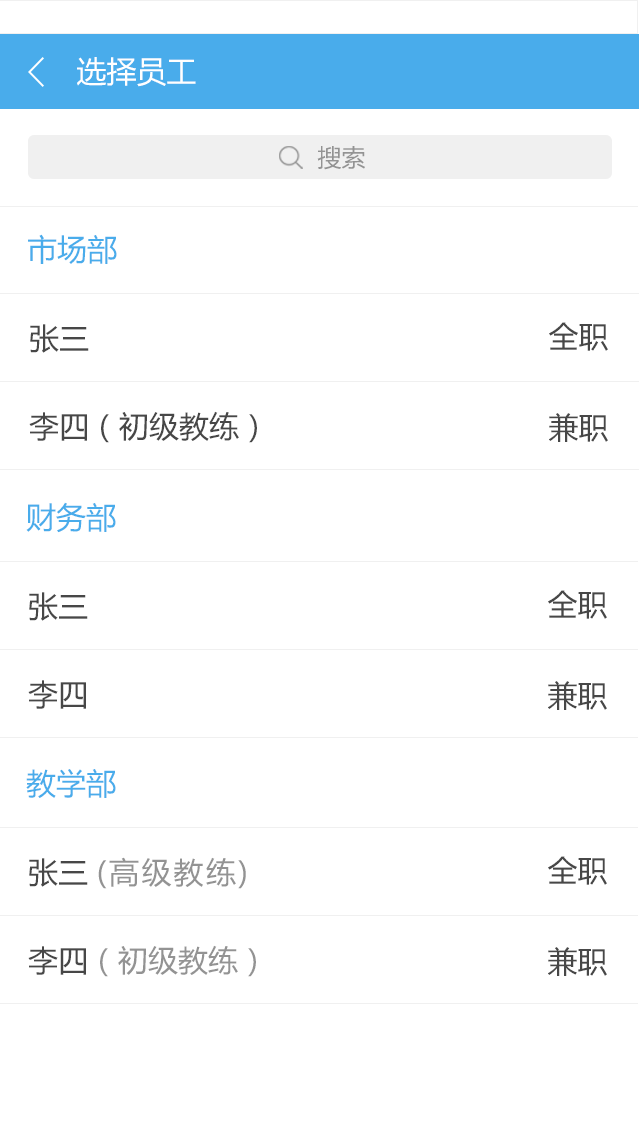 选择员工
搜索
市场部
张三 全职
李四（初级教练） 兼职
财务部
张三 全职
李四 兼职
教学部
张三 (高级教练) 全职
李四（初级教练） 兼职